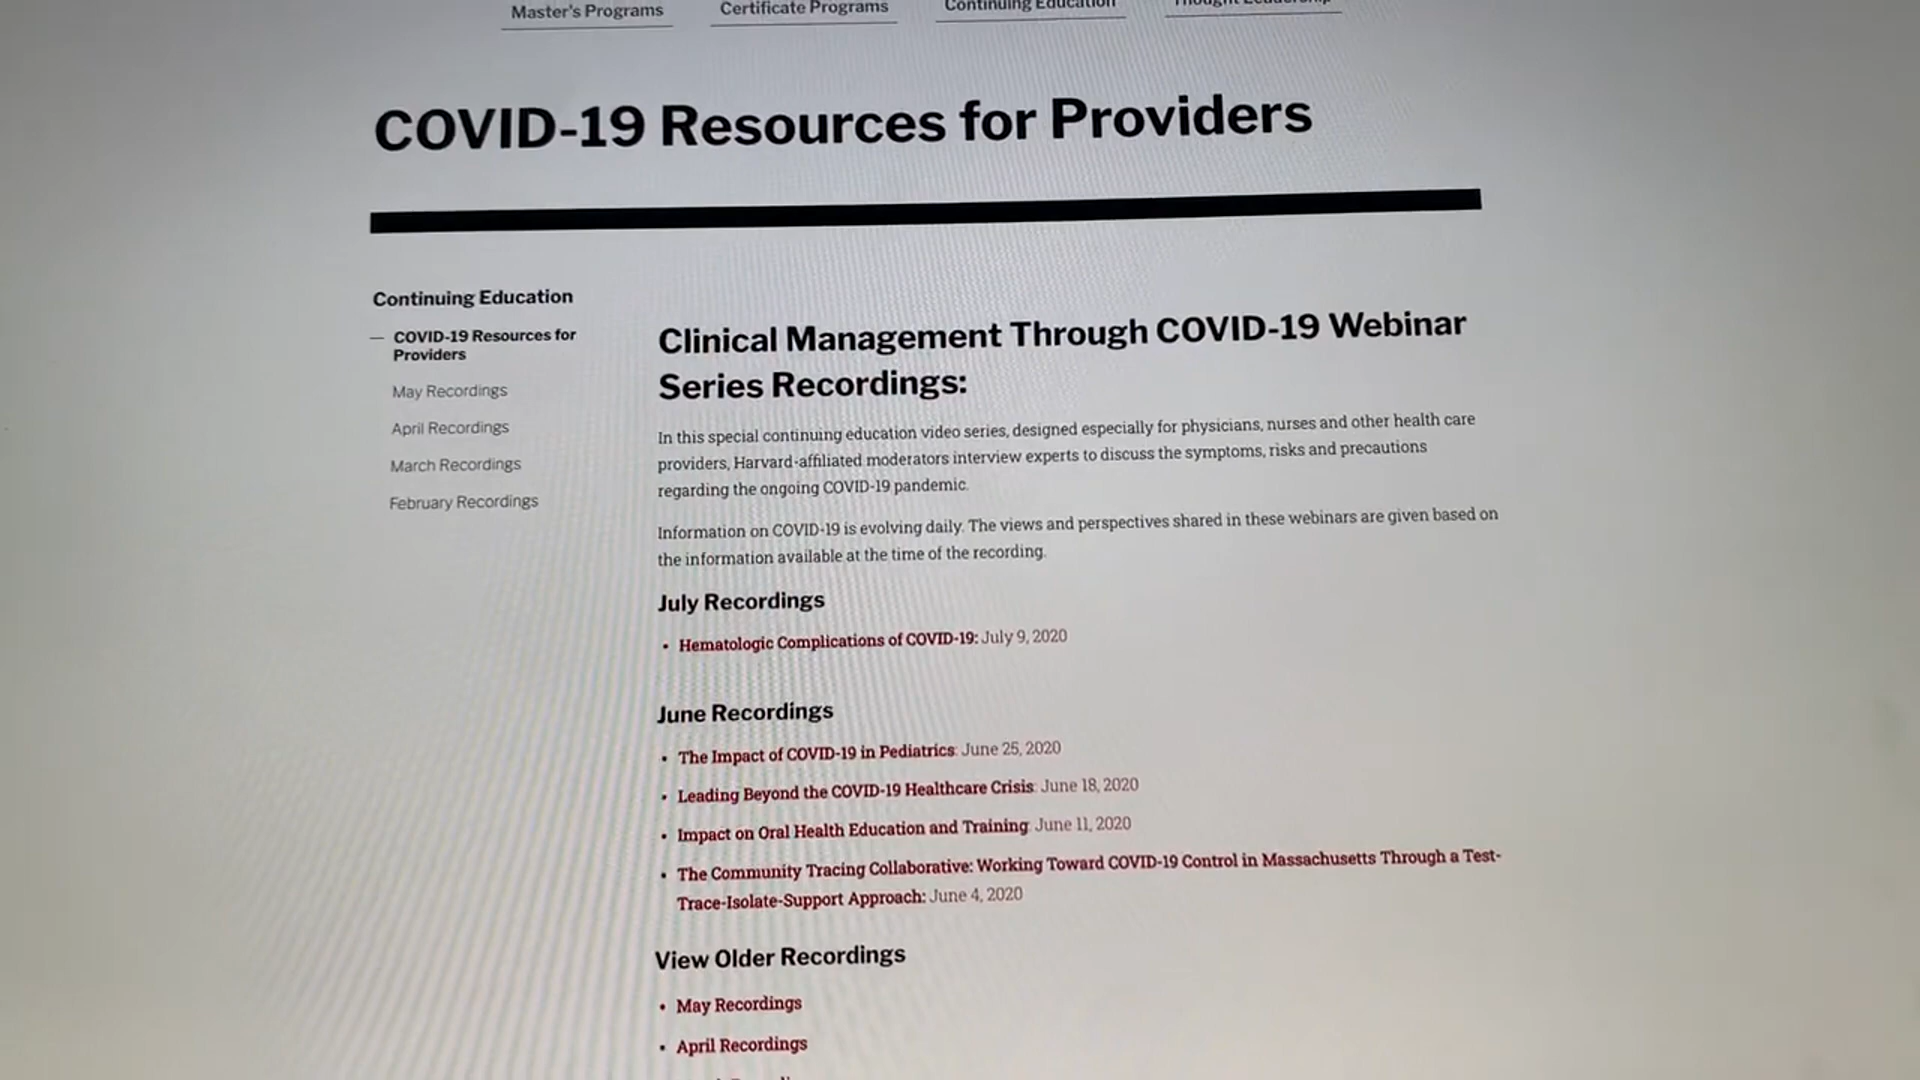 Master's Programs
Certificate Programs
Continuing Education
Thought Leadership
COVID-19 Resources for Providers
Continuing Education
— COVID-19 Resources for
Providers
May Recordings
April Recordings
March Recordings
February Recordings
Clinical Management Through COVID-19 Webinar
Series Recordings:
In this special continuing education video series, designed especially for physicians, nurses and other health care
providers, Harvard-affiliated moderators interview experts to discuss the symptoms, risks and precautions
regarding the ongoing COVID-19 pandemic.
Information on COVID-19 is evolving daily. The views and perspectives shared in these webinars are given based on
the information available at the time of the recording.
July Recordings
• Hematologic Complications of COVID-19: July 9, 2020
June Recordings
• The Impact of COVID-19 in Pediatrics: June 25, 2020
• Leading Beyond the COVID-19 Healthcare Crisis: June 18, 2020
• Impact on Oral Health Education and Training: June 11, 2020
• The Community Tracing Collaborative: Working Toward COVID-19 Control in Massachusetts Through a Test-
Trace-Isolate-Support Approach: June 4, 2020
View Older Recordings
• May Recordings
• April Recordings